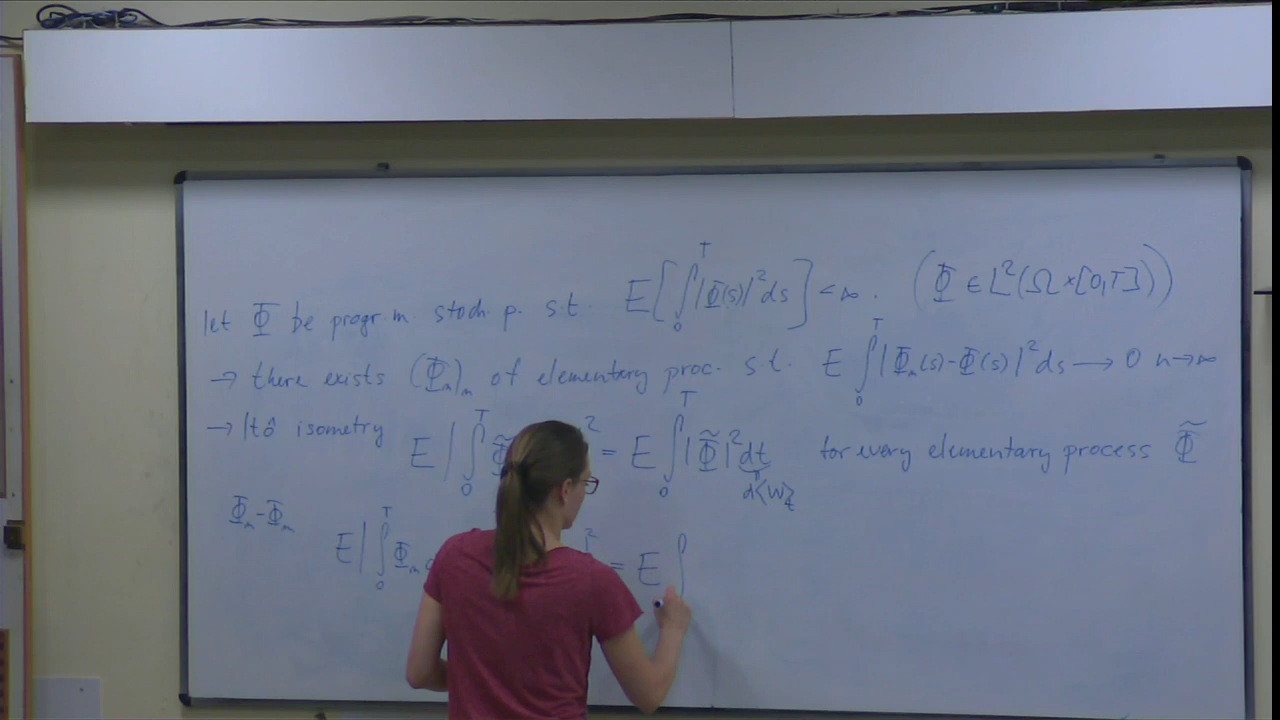 let Φ be progr. m. stoch. p. s.t. E[∫₀ᵀ |Φ(s)|² ds] < ∞. (Φ ∈ L²(Ω×[0,T]))
→ there exists (Φₙ)ₙ of elementary proc. s.t. E ∫₀ᵀ |Φₙ(s) - Φ(s)|² ds → 0 n→∞
→ Itô isometry E | ∫₀ᵀ Φ̃ ² = E ∫₀ᵀ |Φ̃|² dt for every elementary process Φ̃
d⟨W⟩ₜ
Φₙ - Φₘ
E | ∫₀ᵀ Φₙ ² = E ∫